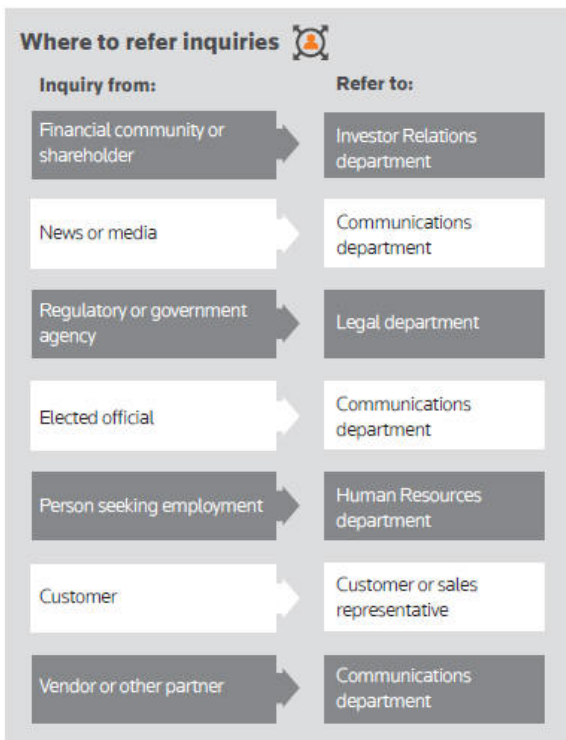 Where to refer inquiries
Inquiry from:
Refer to:
Financial community or
shareholder
Investor Relations
department
News or media
Communications
department
Regulatory or government
agency
Legal department
Elected official
Communications
department
Person seeking employment
Human Resources
department
Customer
Customer or sales
representative
Vendor or other partner
Communications
department